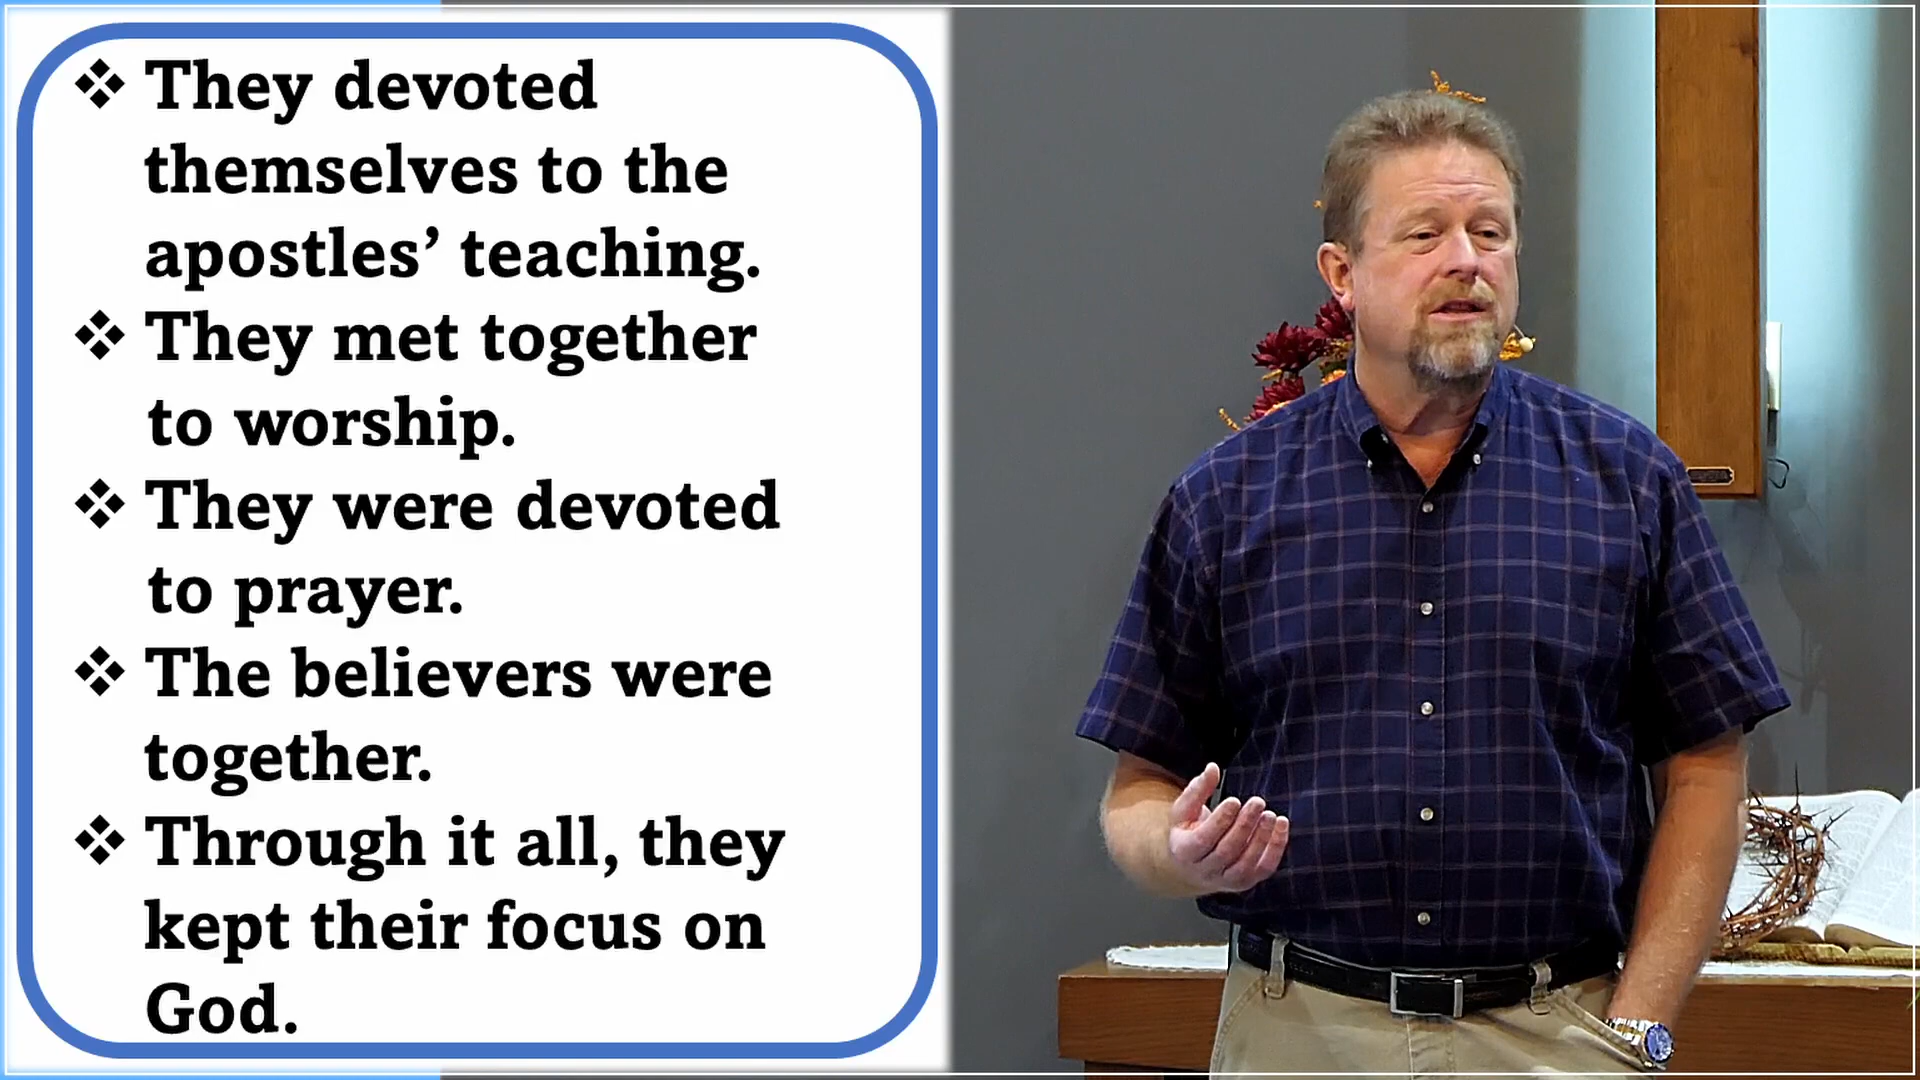 ❖ They devoted
themselves to the
apostles’ teaching.
❖ They met together
to worship.
❖ They were devoted
to prayer.
❖ The believers were
together.
❖ Through it all, they
kept their focus on
God.